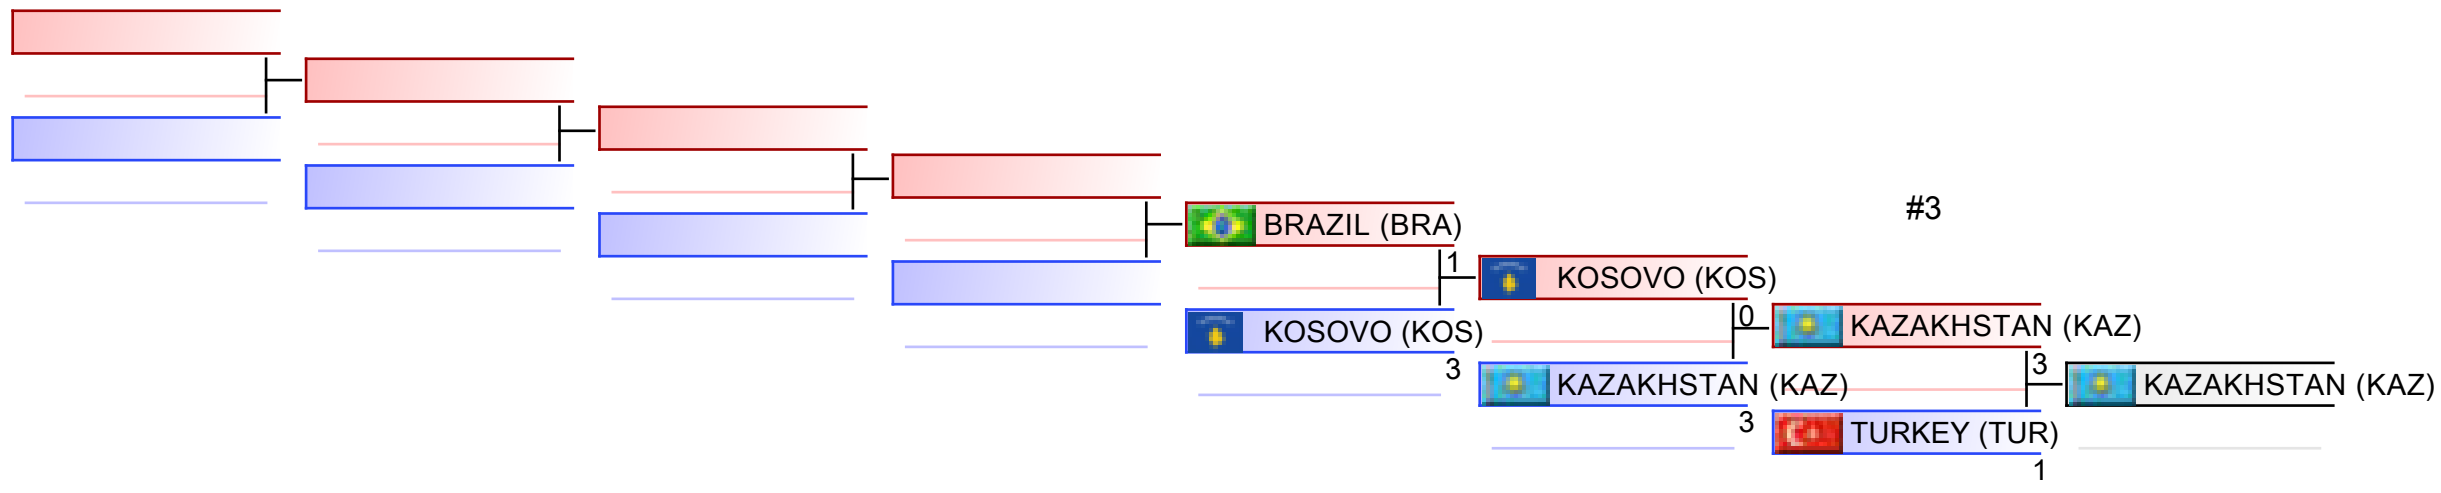 #3
BRAZIL (BRA)
1
KOSOVO (KOS)
3
KOSOVO (KOS)
0
KAZAKHSTAN (KAZ)
3
KAZAKHSTAN (KAZ)
3
TURKEY (TUR)
1
KAZAKHSTAN (KAZ)